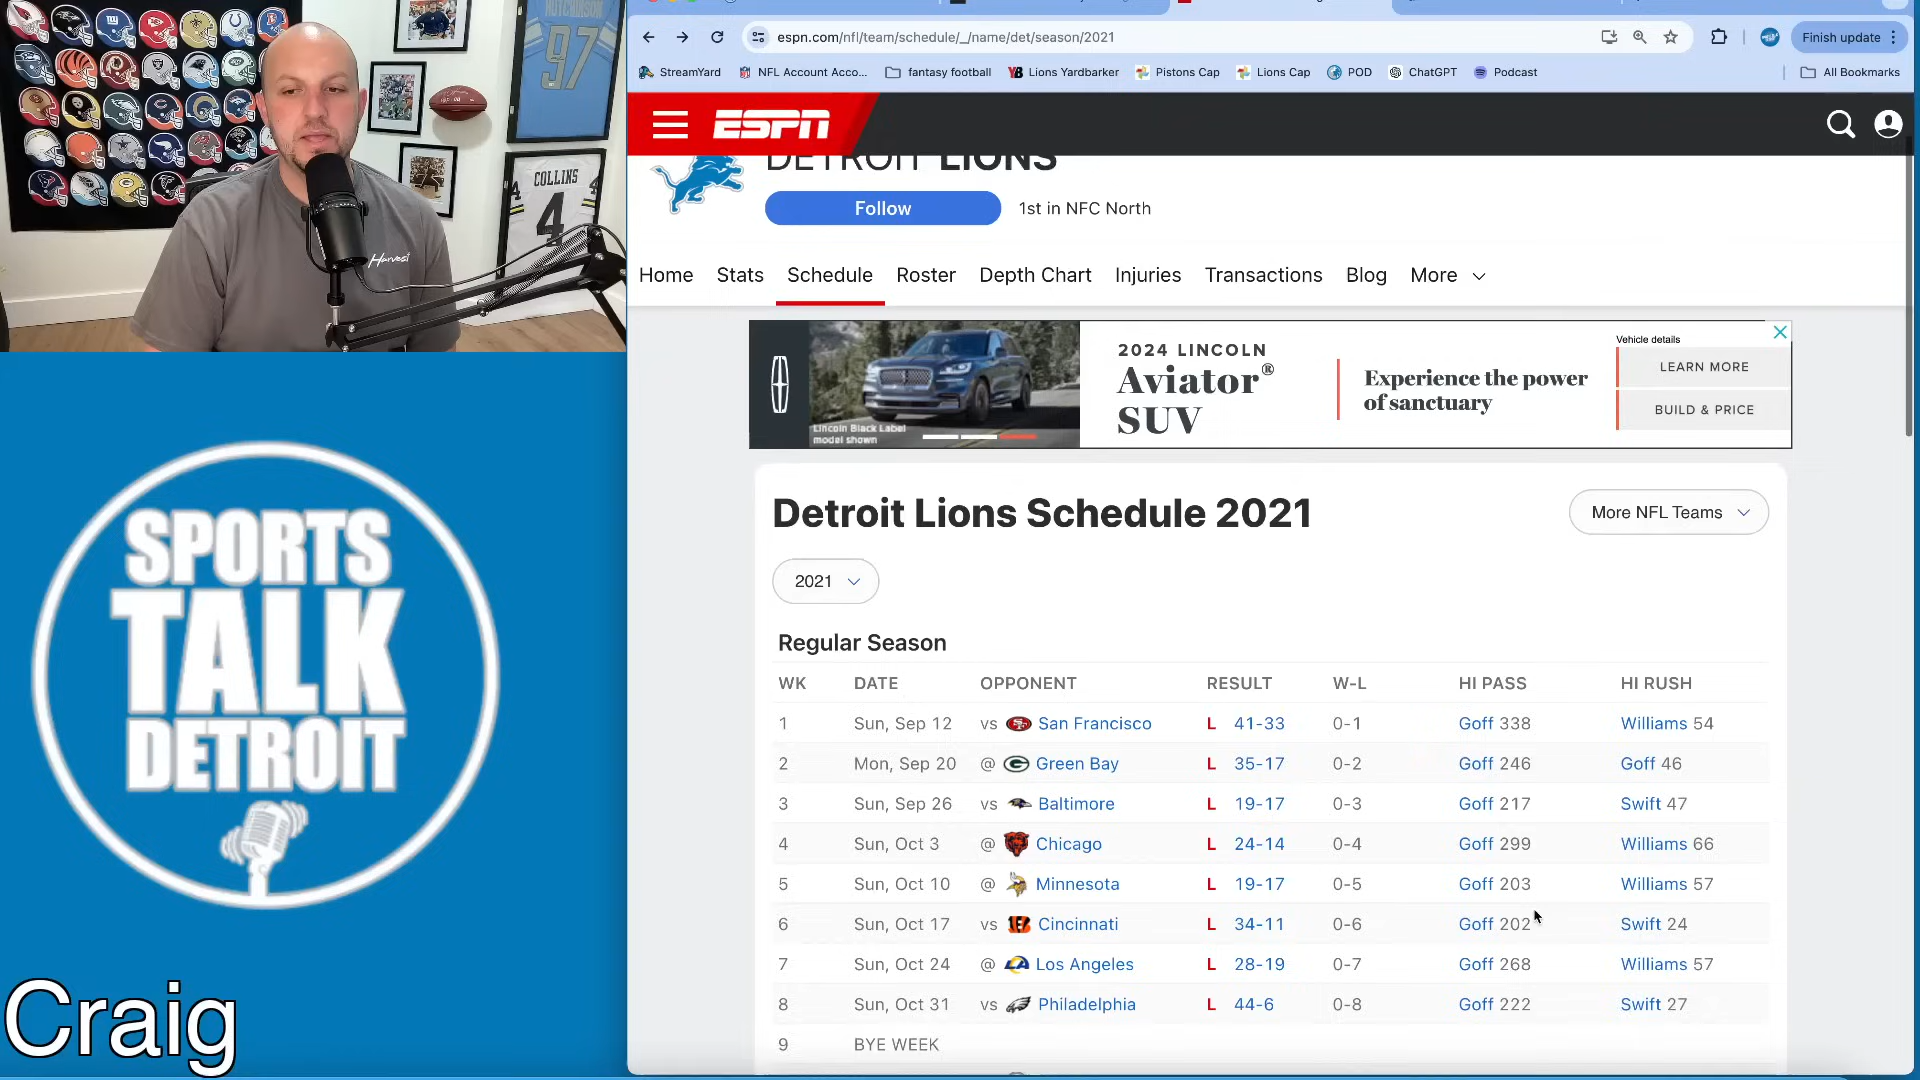 HUTCHINSON
97
COLLINS
4
4
Harvest
SPORTS
TALK
DETROIT
Craig
espn.com/nfl/team/schedule/_/name/det/season/2021
Finish update
StreamYard
NFL Account Acco...
fantasy football
Lions Yardbarker
Pistons Cap
Lions Cap
POD
ChatGPT
Podcast
All Bookmarks
ESPN
DETROIT LIONS
Follow
1st in NFC North
Home Stats Schedule Roster Depth Chart Injuries Transactions Blog More
Lincoln Black Label
model shown
2024 LINCOLN
Aviator®
SUV
Experience the power
of sanctuary
Vehicle details
LEARN MORE
BUILD & PRICE
Detroit Lions Schedule 2021
More NFL Teams
2021
Regular Season
WK DATE OPPONENT RESULT W-L HI PASS HI RUSH
1 Sun, Sep 12 vs San Francisco L 41-33 0-1 Goff 338 Williams 54
2 Mon, Sep 20 @ Green Bay L 35-17 0-2 Goff 246 Goff 46
3 Sun, Sep 26 vs Baltimore L 19-17 0-3 Goff 217 Swift 47
4 Sun, Oct 3 @ Chicago L 24-14 0-4 Goff 299 Williams 66
5 Sun, Oct 10 @ Minnesota L 19-17 0-5 Goff 203 Williams 57
6 Sun, Oct 17 vs Cincinnati L 34-11 0-6 Goff 202 Swift 24
7 Sun, Oct 24 @ Los Angeles L 28-19 0-7 Goff 268 Williams 57
8 Sun, Oct 31 vs Philadelphia L 44-6 0-8 Goff 222 Swift 27
9 BYE WEEK